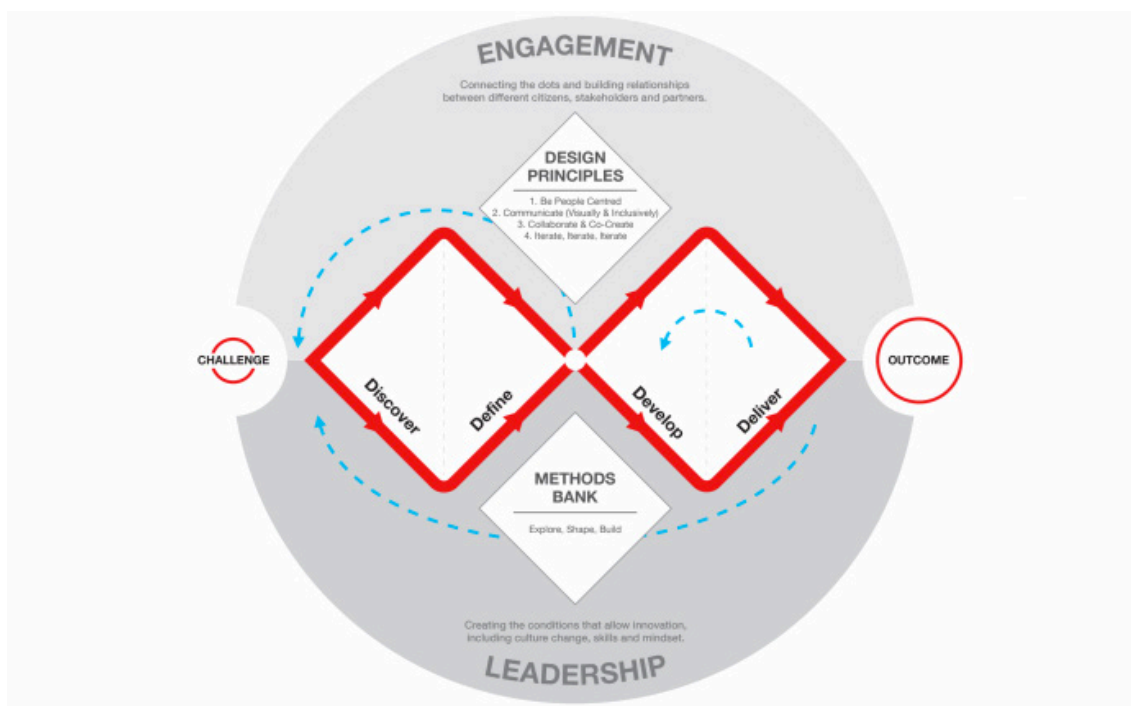 ENGAGEMENT
Connecting the dots and building relationships
between different citizens, stakeholders and partners.
DESIGN
PRINCIPLES
1. Be People Centred
2. Communicate (Visually & Inclusively)
3. Collaborate & Co-Create
4. Iterate, Iterate, Iterate
CHALLENGE
OUTCOME
Discover
Define
Develop
Deliver
METHODS
BANK
Explore, Shape, Build
Creating the conditions that allow innovation,
including culture change, skills and mindset.
LEADERSHIP